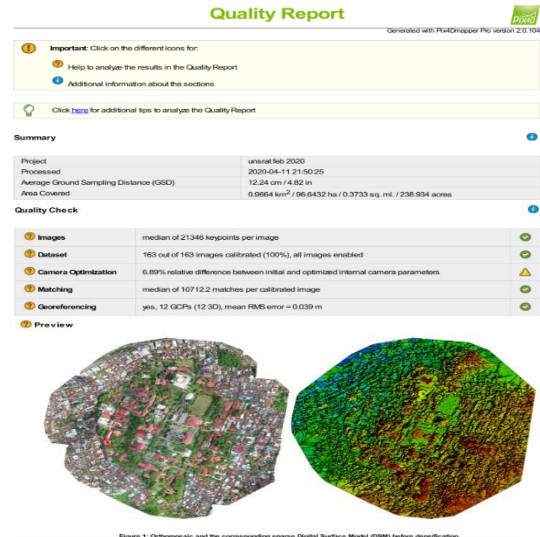 Quality Report
Pix4D
Generated with Pix4Dmapper Pro version 2.0.104
Important: Click on the different icons for:
Help to analyze the results in the Quality Report
Additional information about the sections
Click here for additional tips to analyze the Quality Report
Summary
Project unsrat feb 2020
Processed 2020-04-11 21:50:25
Average Ground Sampling Distance (GSD) 12.24 cm / 4.82 in
Area Covered 0.9664 km2 / 96.6432 ha / 0.3733 sq. mi. / 238.934 acres
Quality Check
Images median of 21346 keypoints per image
Dataset 163 out of 163 images calibrated (100%), all images enabled
Camera Optimization 6.89% relative difference between initial and optimized internal camera parameters
Matching median of 10712.2 matches per calibrated image
Georeferencing yes, 12 GCPs (12 3D), mean RMS error = 0.039 m
Preview
Figure 1: Orthomosaic and the corresponding sparse Digital Surface Model (DSM) before densification.